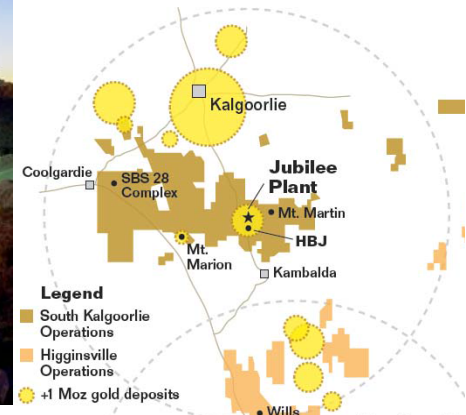 Kalgoorlie
Jubilee
Plant
Coolgardie
SBS 28
Complex
Mt. Martin
HBJ
Mt.
Marion
Kambalda
Legend
South Kalgoorlie
Operations
Higginsville
Operations
+1 Moz gold deposits
Wills